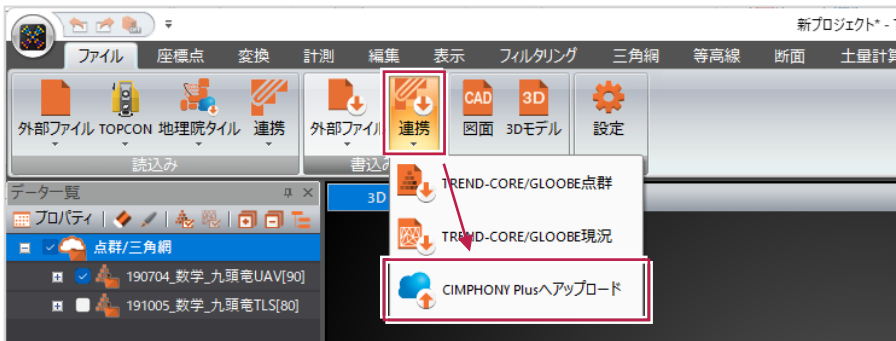 新プロジェクト* - T
ファイル 座標点 変換 計測 編集 表示 フィルタリング 三角網 等高線 断面 土量計算
CAD 3D
外部ファイル TOPCON 地理院タイル 連携 外部ファイル 連携 図面 3Dモデル 設定
読込み 書込み
データ一覧
3D
TREND-CORE/GLOOBE点群
プロパティ
TREND-CORE/GLOOBE現況
点群/三角網
190704_数学_九頭竜UAV[90]
CIMPHONY Plusへアップロード
191005_数学_九頭竜TLS[80]